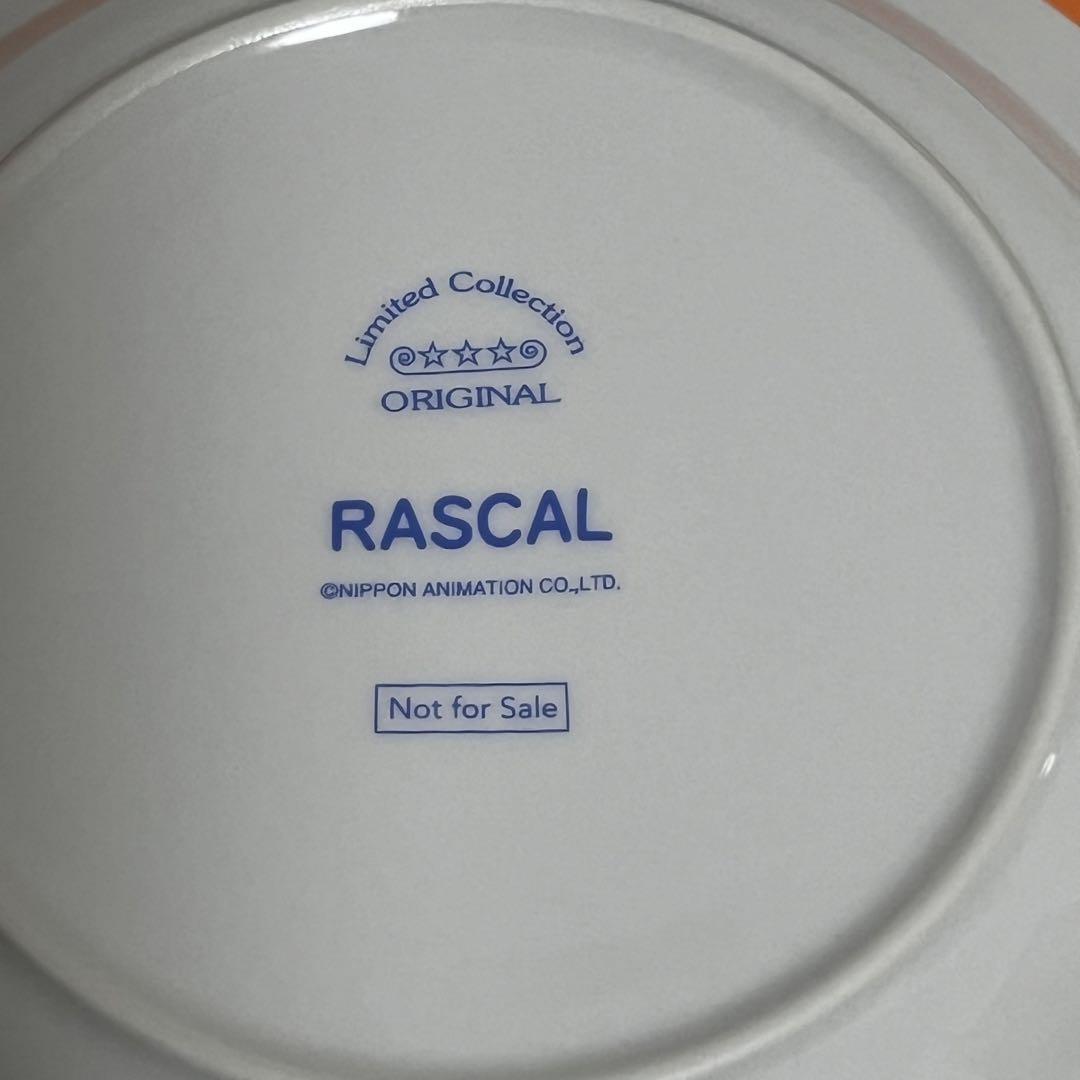 Limited Collection
ORIGINAL
RASCAL
©NIPPON ANIMATION CO.,LTD.
Not for Sale